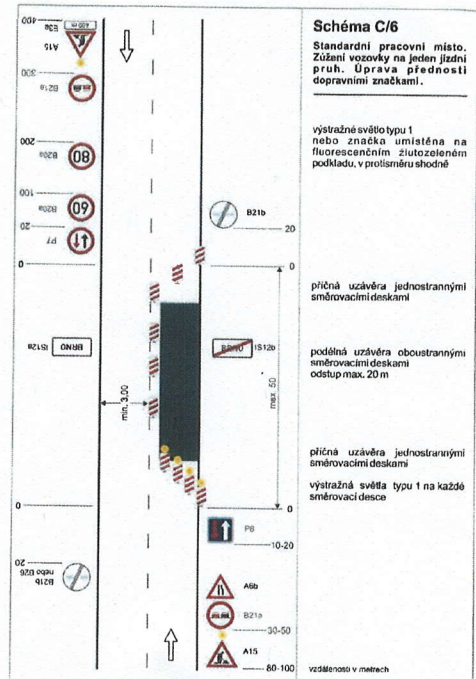 Schéma C/6
Standardní pracovní místo.
Zúžení vozovky na jeden jízdní
pruh. Úprava přednosti
dopravními značkami.
výstražné světlo typu 1
nebo značka umístěna na
fluorescenčním žlutozeleném
podkladu, v protisměru shodně
příčná uzávěra jednostrannými
směrovacími deskami
podélná uzávěra oboustrannými
směrovacími deskami
odstup max. 20 m
příčná uzávěra jednostrannými
směrovacími deskami
výstražná světla typu 1 na každé
směrovací desce
vzdálenosti v metrech
400
E3a
400 m
A15
300
B21a
200
B20a
80
100
B20a
60
20
P7
0
IS12a
BRNO
min. 3,00
0
20
B21b
nebo B26
B21b
20
0
BRNO
IS12b
max. 50
0
P8
10-20
A6b
B21a
30-50
A15
80-100